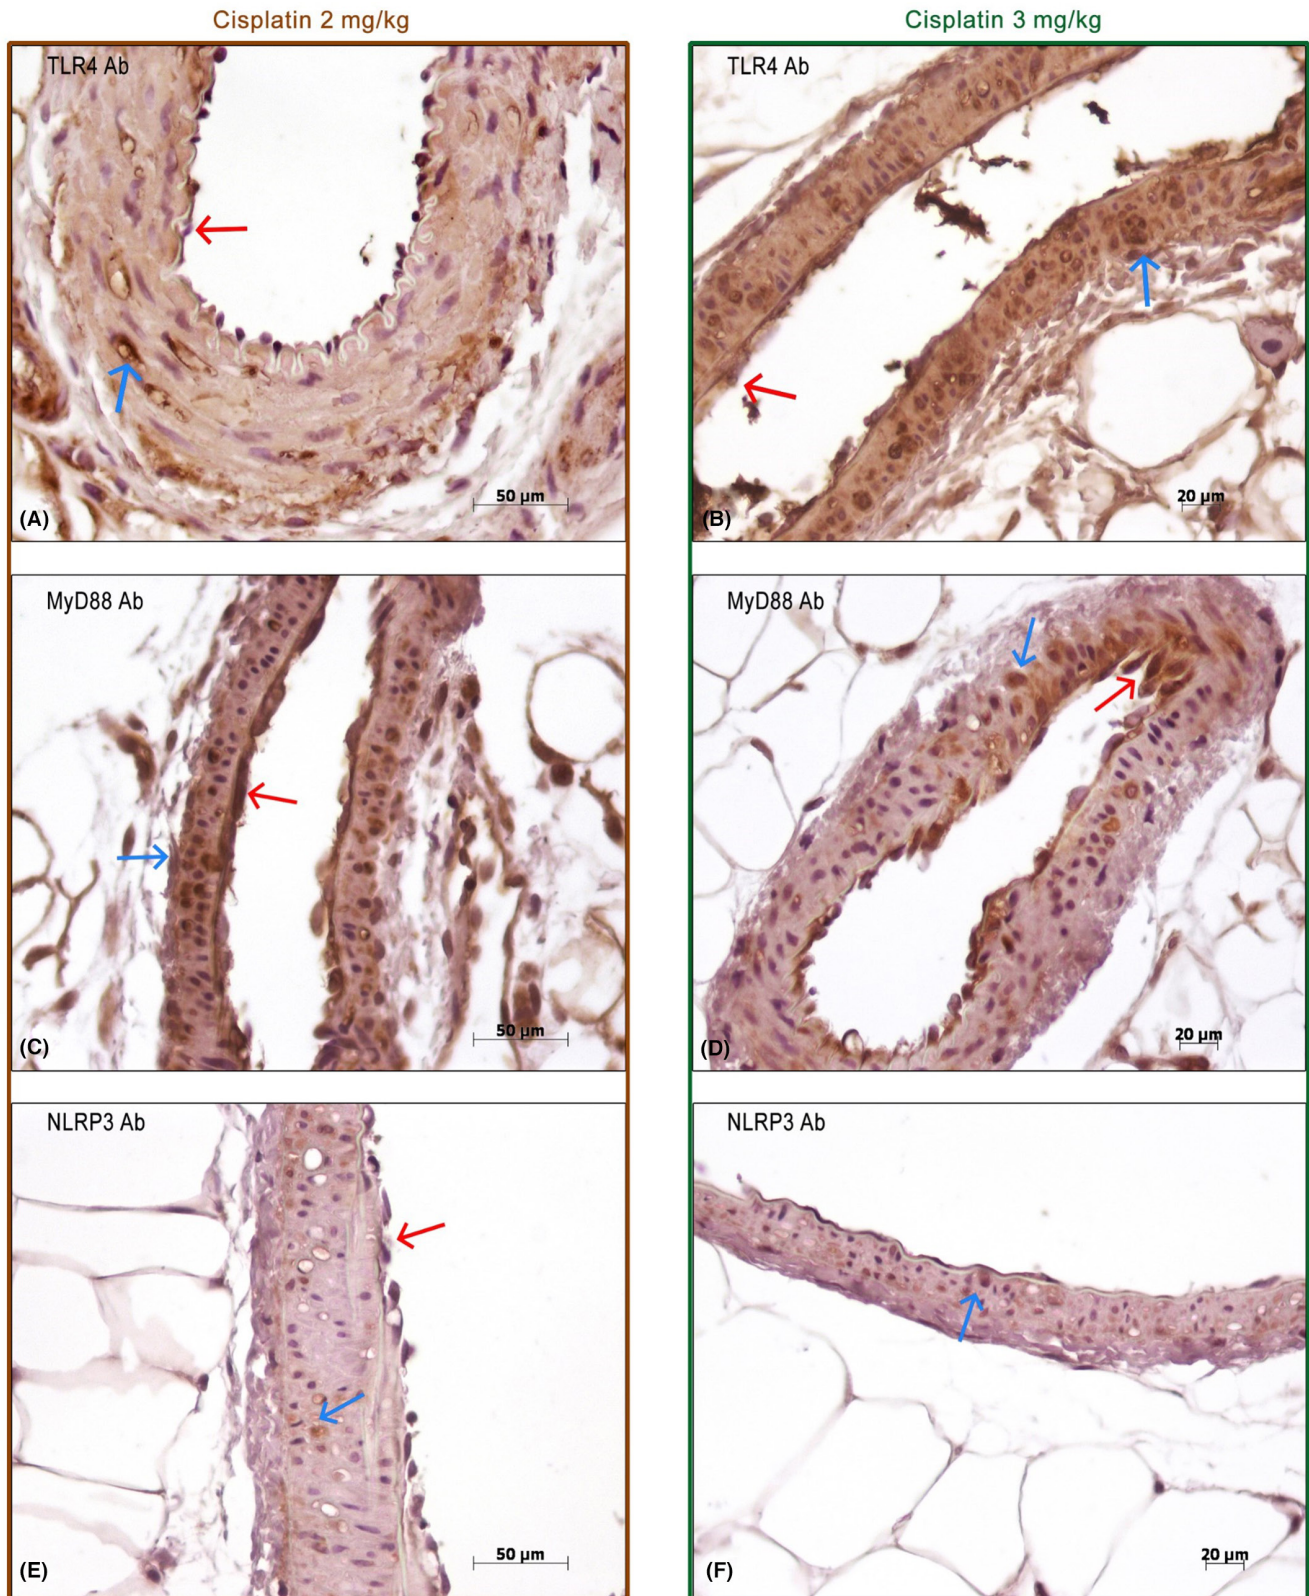 Cisplatin 2 mg/kg
Cisplatin 3 mg/kg
TLR4 Ab
50 µm
(A)
TLR4 Ab
20 µm
(B)
MyD88 Ab
50 µm
(C)
MyD88 Ab
20 µm
(D)
NLRP3 Ab
50 µm
(E)
NLRP3 Ab
20 µm
(F)